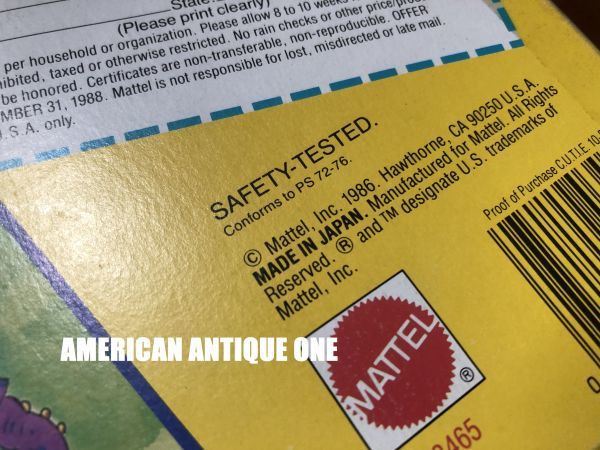 State
(Please print clearly)
per household or organization. Please allow 8 to 10 weeks
taxed or otherwise restricted. No rain checks or other
be honored. Certificates are non-transferable, non-reproducible. OFFER
MBER 31, 1988. Mattel is not responsible for lost, misdirected or late mail.
U.S.A. only.
SAFETY-TESTED.
Conforms to PS 72-76.
© Mattel, Inc. 1986. Hawthorne, CA 90250 U.S.A.
MADE IN JAPAN. Manufactured for Mattel. All Rights
Reserved. ® and TM designate U.S. trademarks of
Mattel, Inc.
Proof of Purchase C.U.T.I.E. 10-
0
MATTEL
®
465
AMERICAN ANTIQUE ONE